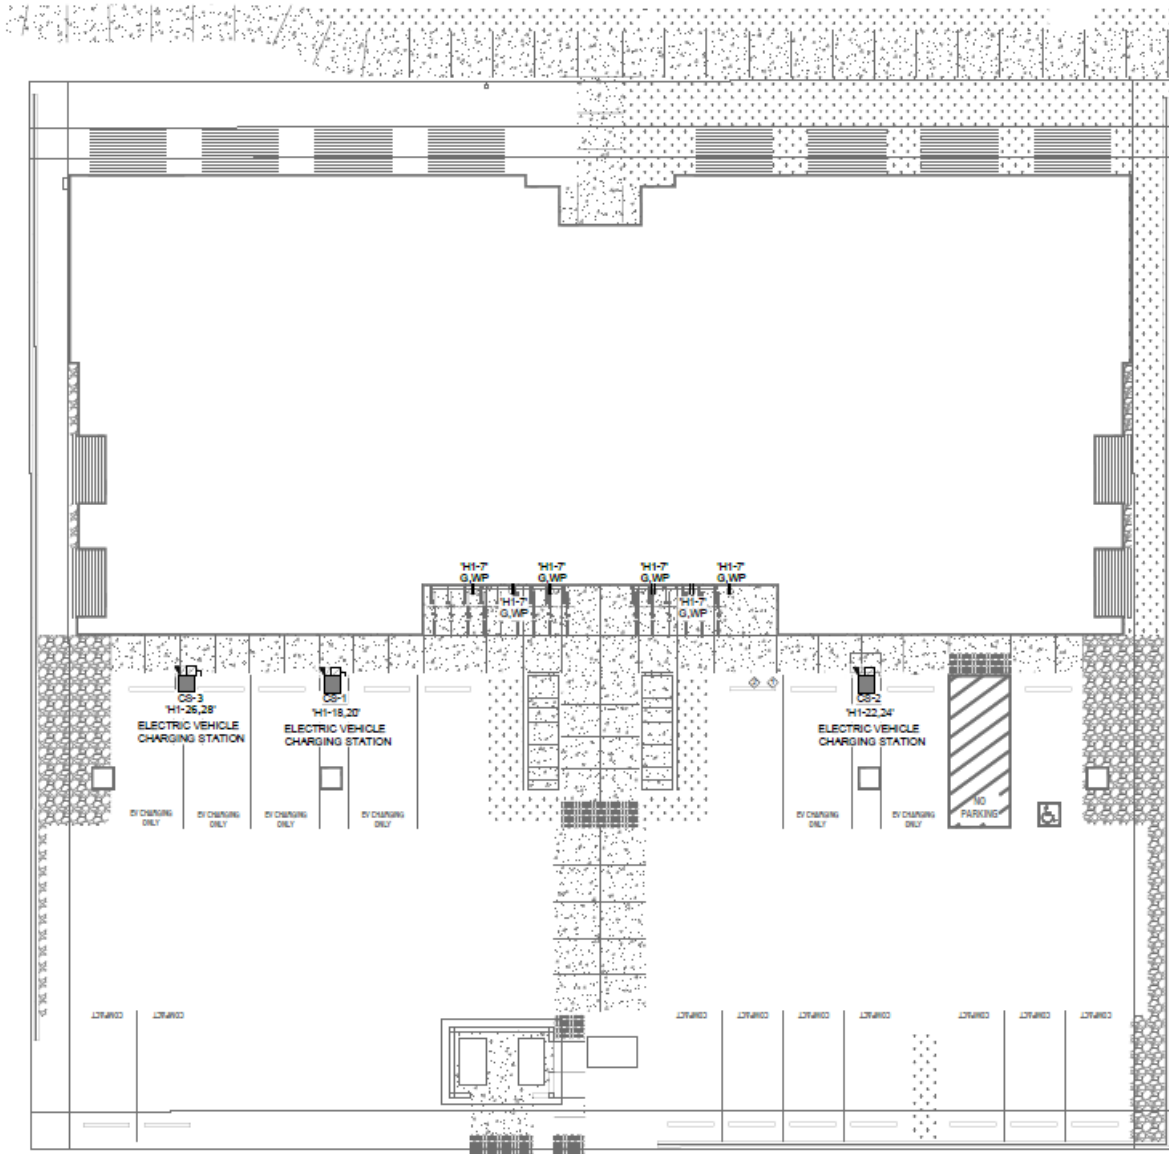 'H1-7'
G,WP
'H1-7'
G,WP
'H1-7'
G,WP
'H1-7'
G,WP
'H1-7'
G,WP
'H1-7'
G,WP
CS-3
'H1-26,28'
ELECTRIC VEHICLE
CHARGING STATION
CS-1
'H1-18,20'
ELECTRIC VEHICLE
CHARGING STATION
CS-2
'H1-22,24'
ELECTRIC VEHICLE
CHARGING STATION
EV CHARGING
ONLY
EV CHARGING
ONLY
EV CHARGING
ONLY
EV CHARGING
ONLY
EV CHARGING
ONLY
EV CHARGING
ONLY
NO
PARKING
COMPACT
COMPACT
COMPACT
COMPACT
COMPACT
COMPACT
COMPACT
COMPACT
COMPACT